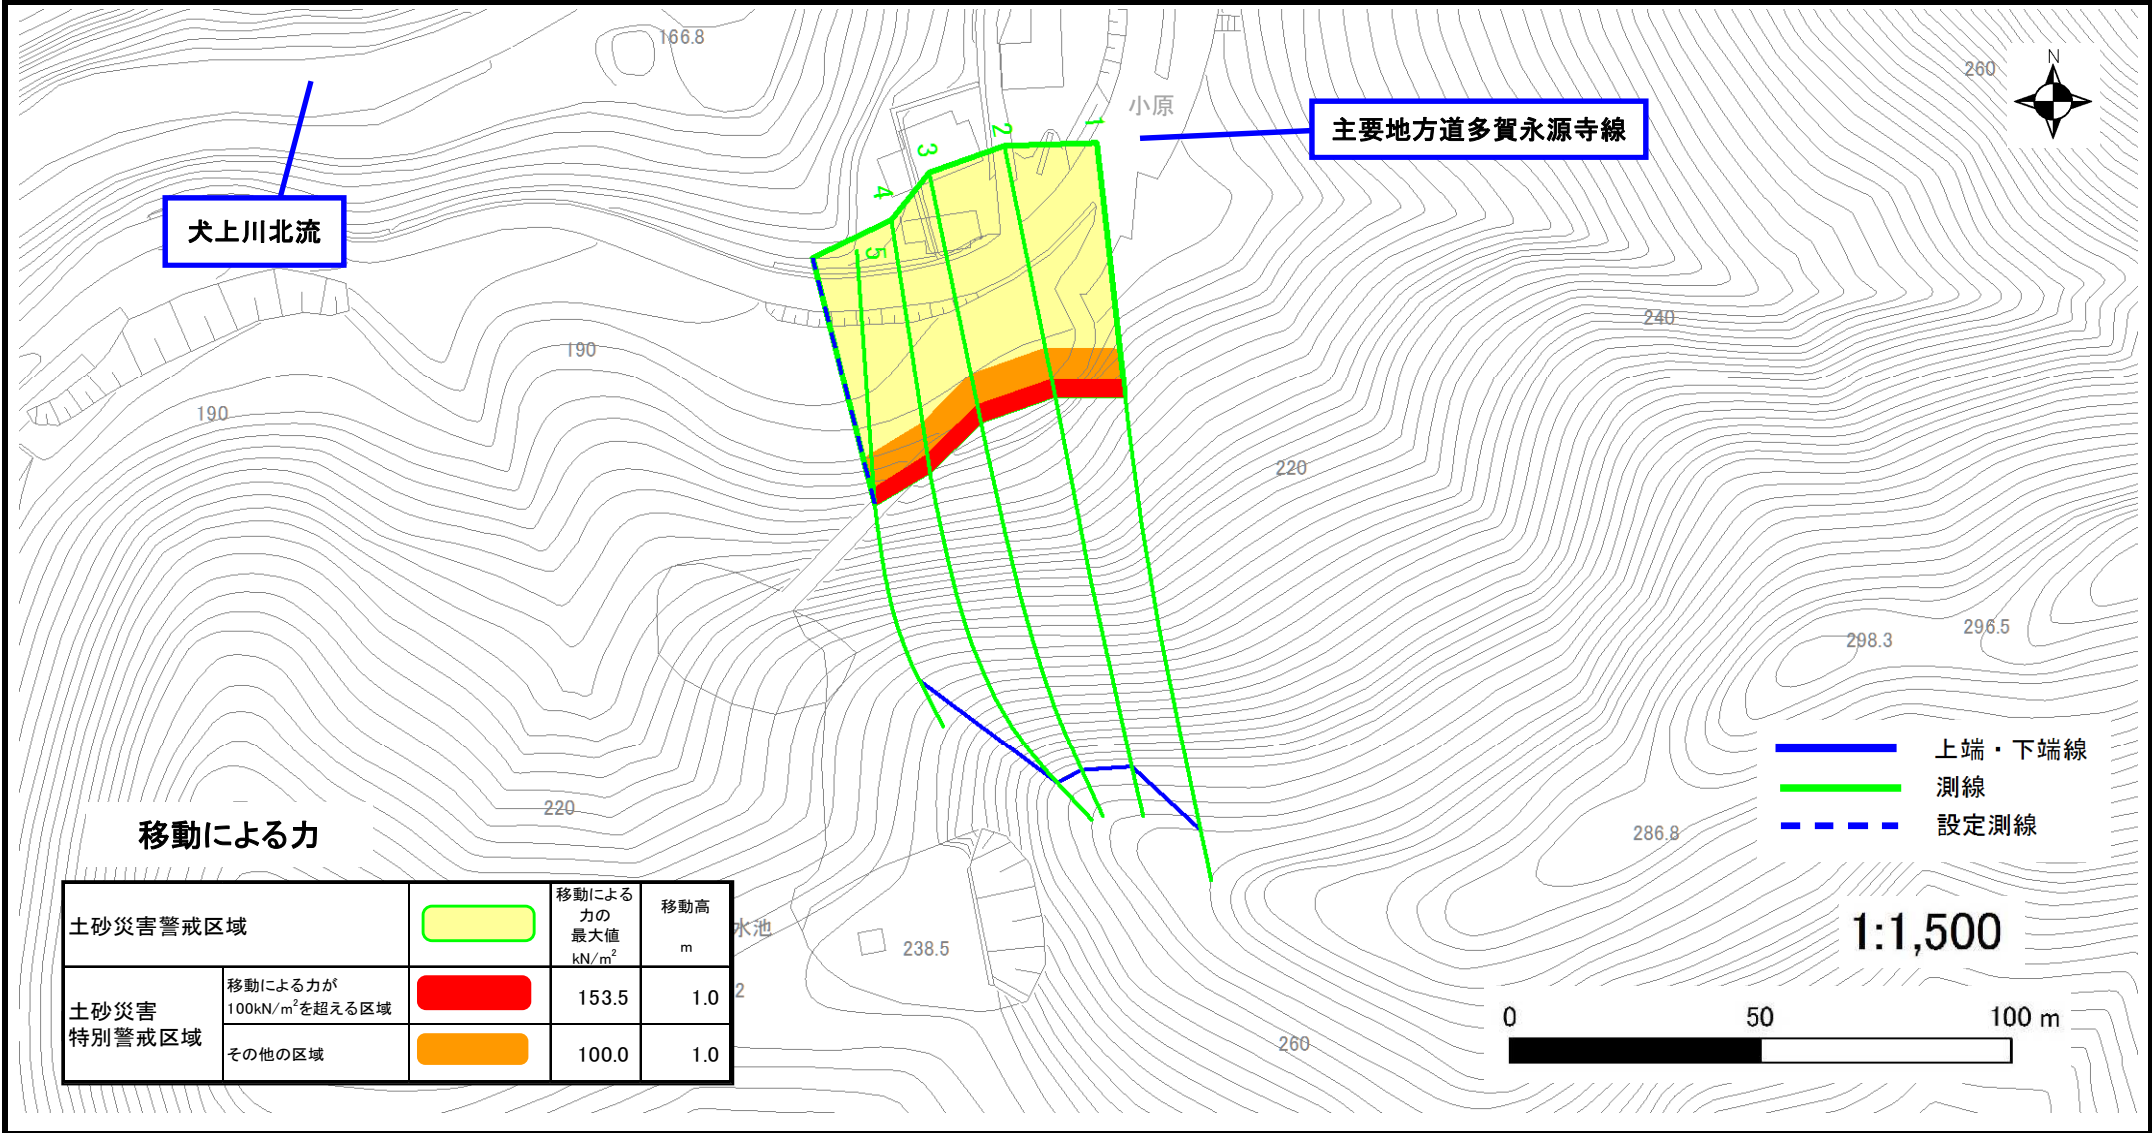 166.8
260
N
小原
主要地方道多賀永源寺線
1
2
3
4
5
犬上川北流
240
190
190
220
298.3
296.5
上端・下端線
測線
設定測線
220
286.8
移動による力
1:1,500
土砂災害警戒区域
移動による
力の
最大値
kN/m²
移動高
m
水池
238.5
土砂災害
特別警戒区域
移動による力が
100kN/m²を超える区域
153.5
1.0
2
その他の区域
100.0
1.0
260
0 50 100 m